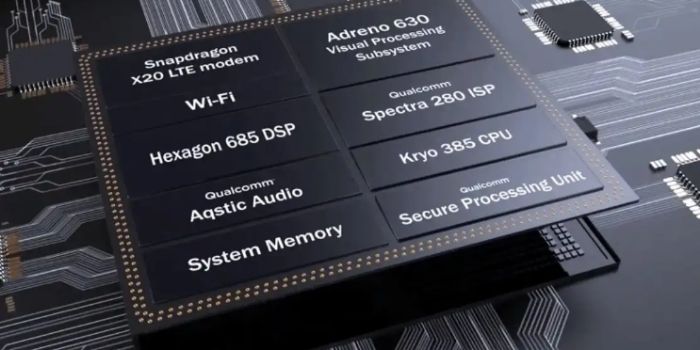 Snapdragon
X20 LTE modem
Wi-Fi
Hexagon 685 DSP
Qualcomm
Aqstic Audio
System Memory
Adreno 630
Visual Processing
Subsystem
Qualcomm
Spectra 280 ISP
Kryo 385 CPU
Qualcomm
Secure Processing Unit